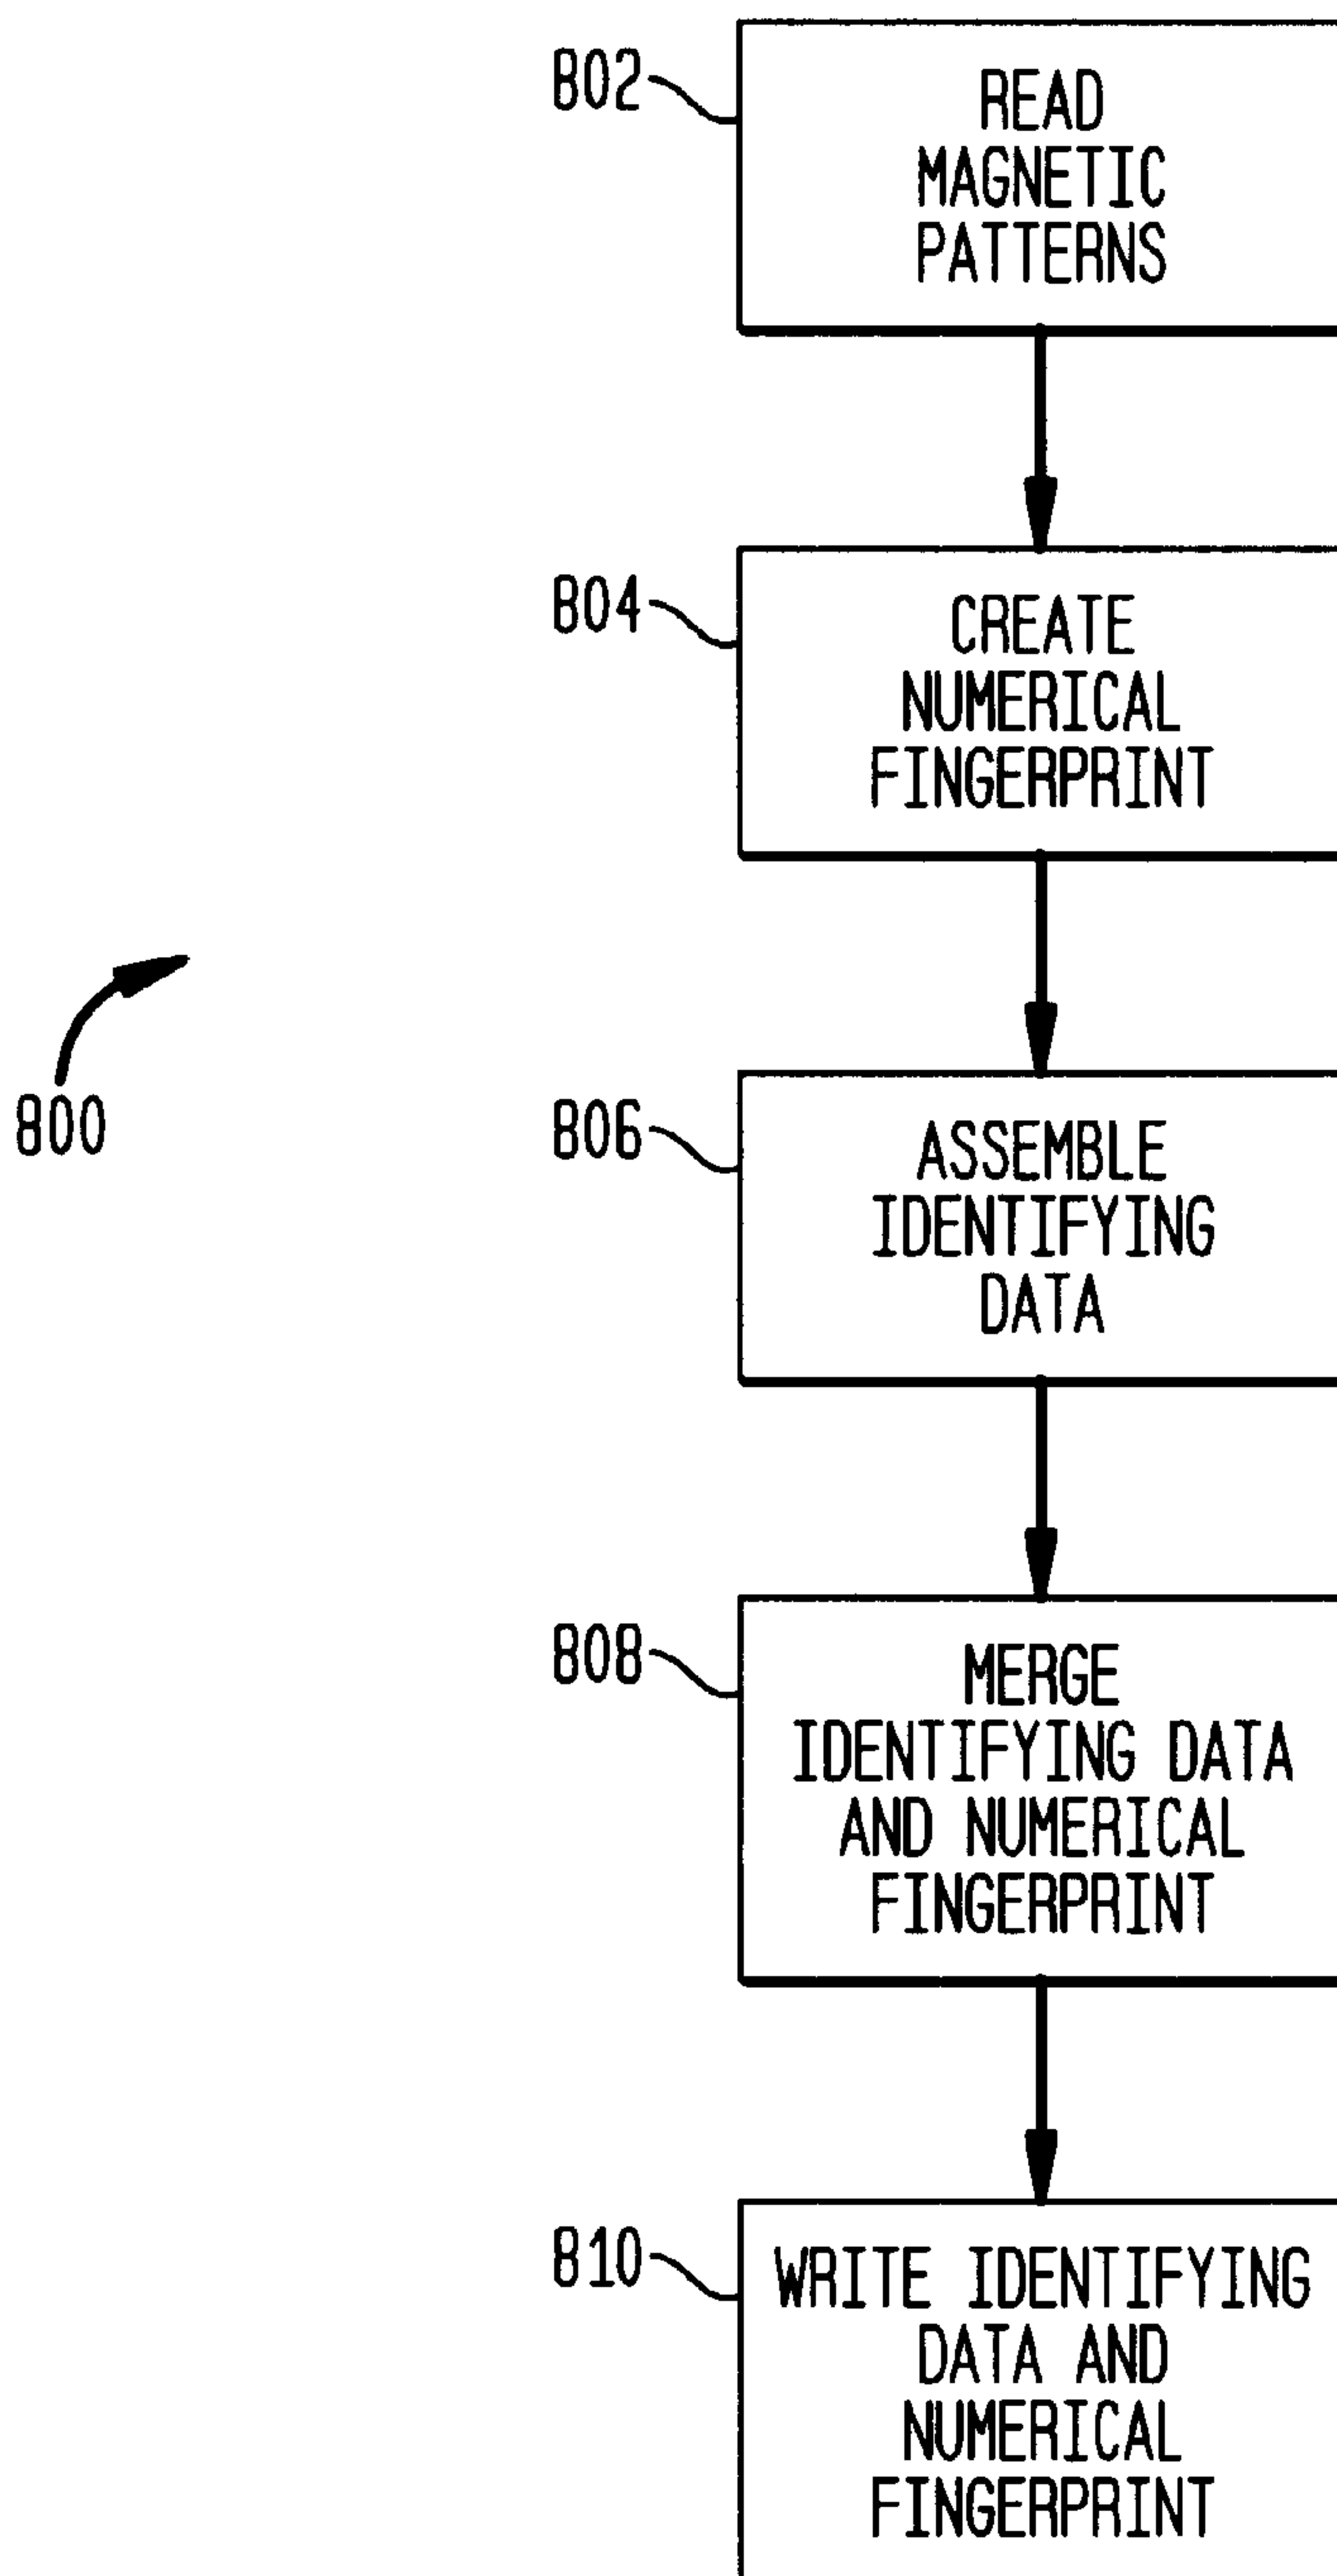 802
READ
MAGNETIC
PATTERNS
804
CREATE
NUMERICAL
FINGERPRINT
800
806
ASSEMBLE
IDENTIFYING
DATA
808
MERGE
IDENTIFYING DATA
AND NUMERICAL
FINGERPRINT
810
WRITE IDENTIFYING
DATA AND
NUMERICAL
FINGERPRINT